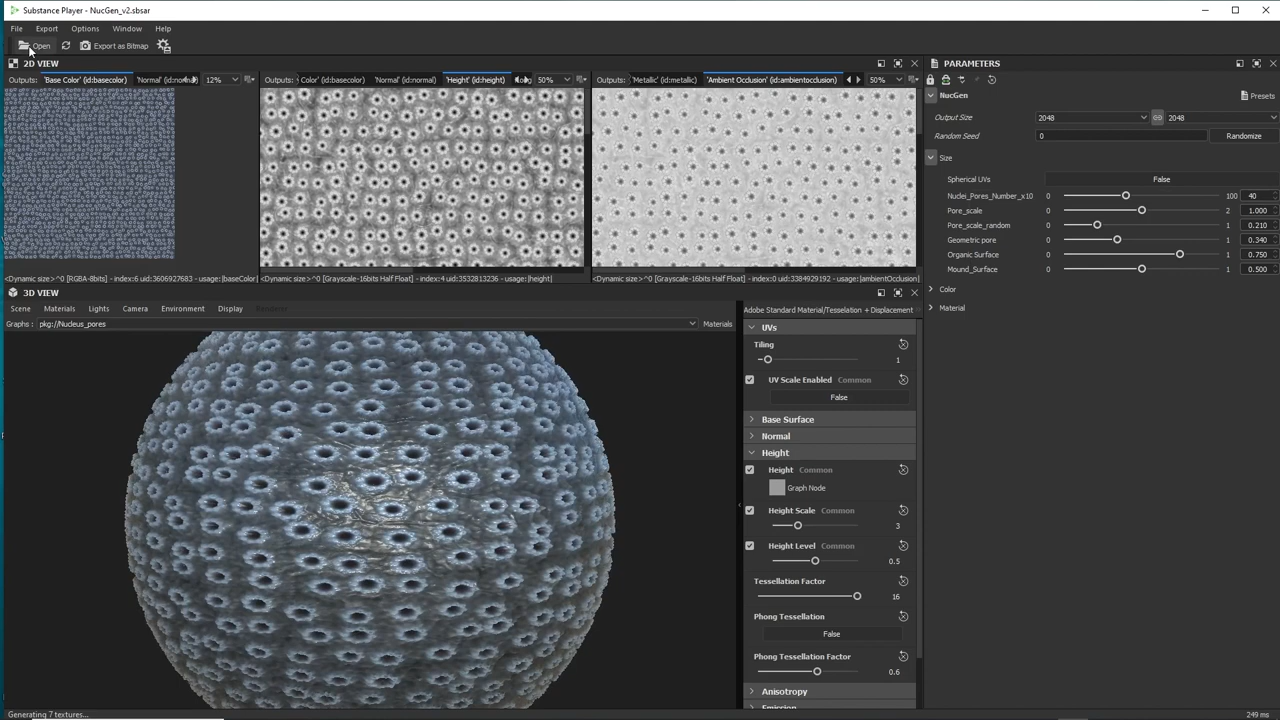 Substance Player - NucGen_v2.sbsar
File Export Options Window Help
Open Export as Bitmap
2D VIEW
Outputs: 'Base Color' (id:basecolor) 'Normal' (id:normal) 12%
Outputs: Color' (id:basecolor) 'Normal' (id:normal) 'Height' (id:height) 50%
Outputs: 'Metallic' (id:metallic) 'Ambient Occlusion' (id:ambientocclusion) 50%
<Dynamic size>^0 [RGBA-8bits] - index:6 uid:3606927683 - usage:|baseColor
<Dynamic size>^0 [Grayscale-16bits Half Float] - index:4 uid:3532813236 - usage:|height|
<Dynamic size>^0 [Grayscale-16bits Half Float] - index:0 uid:3384929192 - usage:|ambientOcclusion|
3D VIEW
Scene Materials Lights Camera Environment Display Renderer
Graphs : pkg://Nucleus_pores Materials
Adobe Standard Material/Tesselation + Displacement
UVs
Tiling
1
UV Scale Enabled Common
False
Base Surface
Normal
Height
Height Common
Graph Node
Height Scale Common
3
Height Level Common
0.5
Tessellation Factor
16
Phong Tessellation
False
Phong Tessellation Factor
0.6
Anisotropy
Emission
PARAMETERS
NucGen Presets
Output Size 2048 2048
Random Seed 0 Randomize
Size
Spherical UVs False
Nuclei_Pores_Number_x10 0 100 40
Pore_scale 0 2 1.000
Pore_scale_random 0 1 0.210
Geometric pore 0 1 0.340
Organic Surface 0 1 0.750
Mound_Surface 0 1 0.500
Color
Material
Generating 7 textures... 249 ms